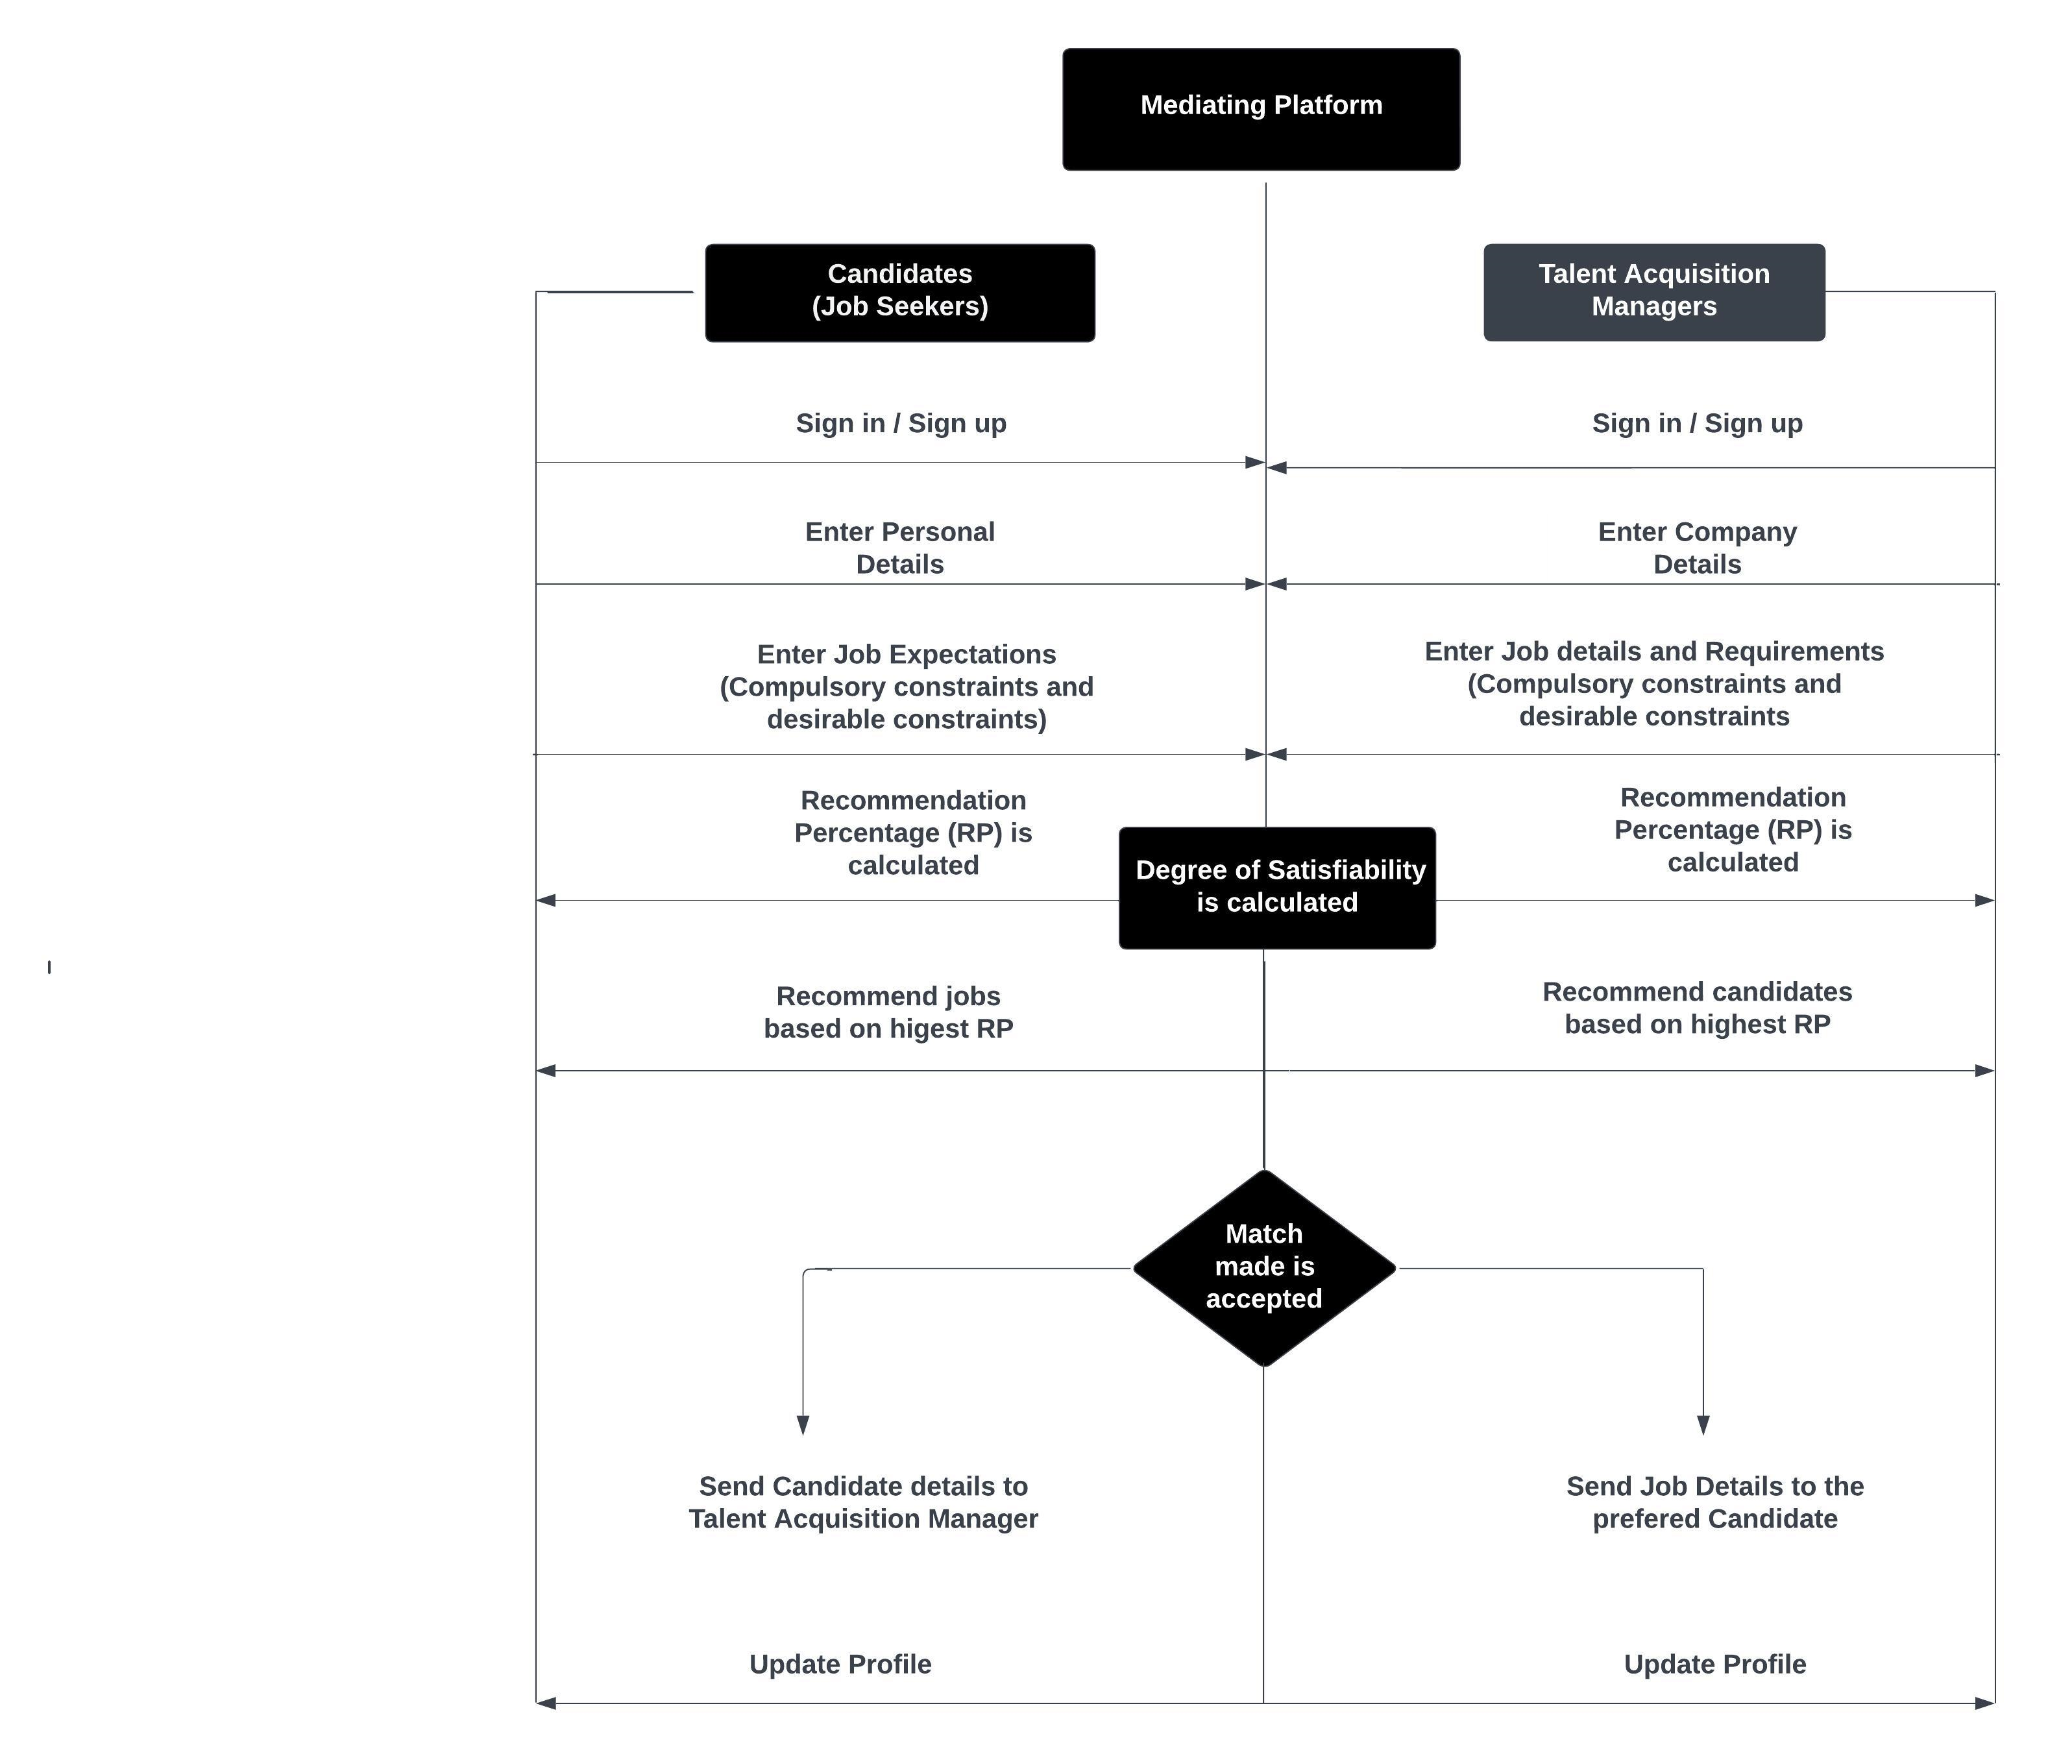 Mediating Platform
Candidates
(Job Seekers)
Talent Acquisition
Managers
Sign in / Sign up
Sign in / Sign up
Enter Personal
Details
Enter Company
Details
Enter Job Expectations
(Compulsory constraints and
desirable constraints)
Enter Job details and Requirements
(Compulsory constraints and
desirable constraints
Recommendation
Percentage (RP) is
calculated
Degree of Satisfiability
is calculated
Recommendation
Percentage (RP) is
calculated
Recommend jobs
based on higest RP
Recommend candidates
based on highest RP
Match
made is
accepted
Send Candidate details to
Talent Acquisition Manager
Send Job Details to the
prefered Candidate
Update Profile
Update Profile